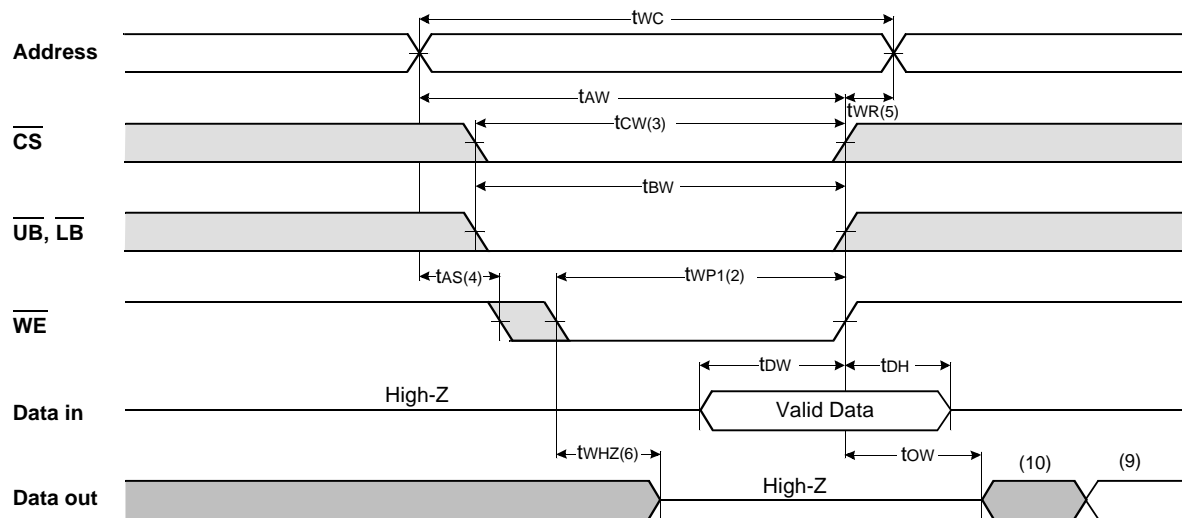 tWC
Address
tAW
tWR(5)
tCW(3)
CS
tBW
UB, LB
tAS(4)
tWP1(2)
WE
tDW
tDH
High-Z
Data in
Valid Data
tWHZ(6)
tOW
(10)
(9)
High-Z
Data out